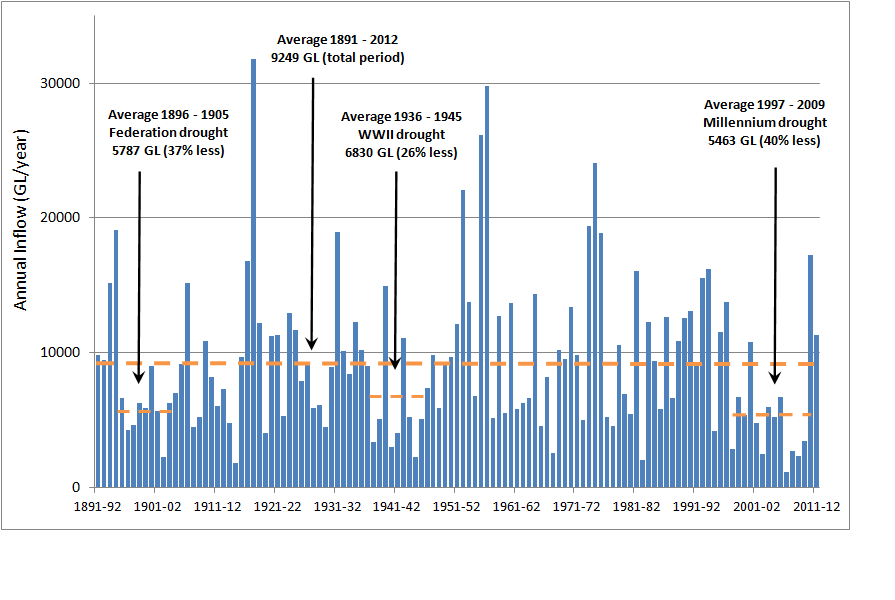 Average 1891 - 2012
9249 GL (total period)
Average 1896 - 1905
Federation drought
5787 GL (37% less)
Average 1936 - 1945
WWII drought
6830 GL (26% less)
Average 1997 - 2009
Millennium drought
5463 GL (40% less)
Annual Inflow (GL/year)
30000
20000
10000
0
1891-92 1901-02 1911-12 1921-22 1931-32 1941-42 1951-52 1961-62 1971-72 1981-82 1991-92 2001-02 2011-12